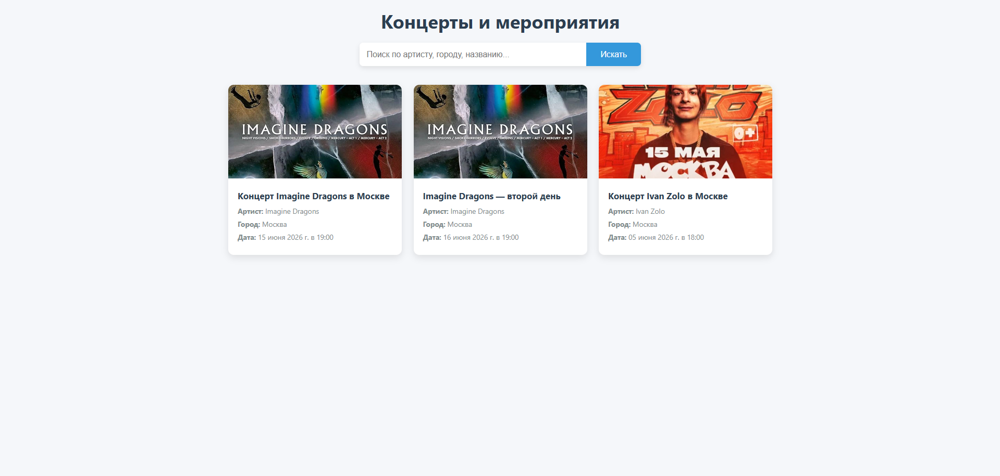 Концерты и мероприятия
Поиск по артисту, городу, названию...
Искать
IMAGINE DRAGONS
NIGHT VISIONS / SMOKE+MIRRORS / EVOLVE / ORIGINS / MERCURY – ACT 1 / MERCURY – ACT 2
Концерт Imagine Dragons в Москве
Артист: Imagine Dragons
Город: Москва
Дата: 15 июня 2026 г. в 19:00
IMAGINE DRAGONS
NIGHT VISIONS / SMOKE+MIRRORS / EVOLVE / ORIGINS / MERCURY – ACT 1 / MERCURY – ACT 2
Imagine Dragons — второй день
Артист: Imagine Dragons
Город: Москва
Дата: 16 июня 2026 г. в 19:00
ZOLO
0+
15 МАЯ
МОСКВА
Концерт Ivan Zolo в Москве
Артист: Ivan Zolo
Город: Москва
Дата: 05 июня 2026 г. в 18:00